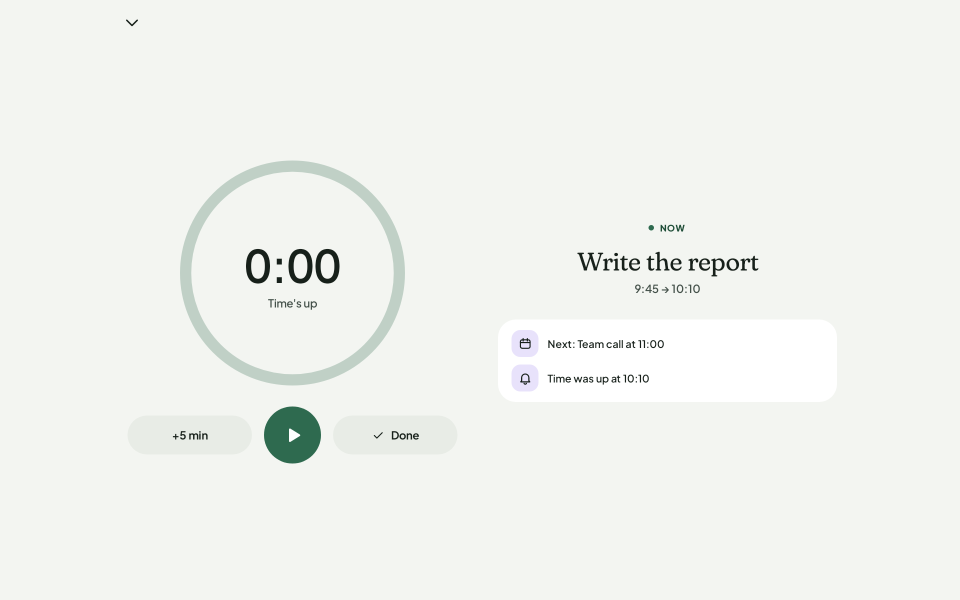 0:00
Time's up
+5 min
Done
NOW
Write the report
9:45 → 10:10
Next: Team call at 11:00
Time was up at 10:10